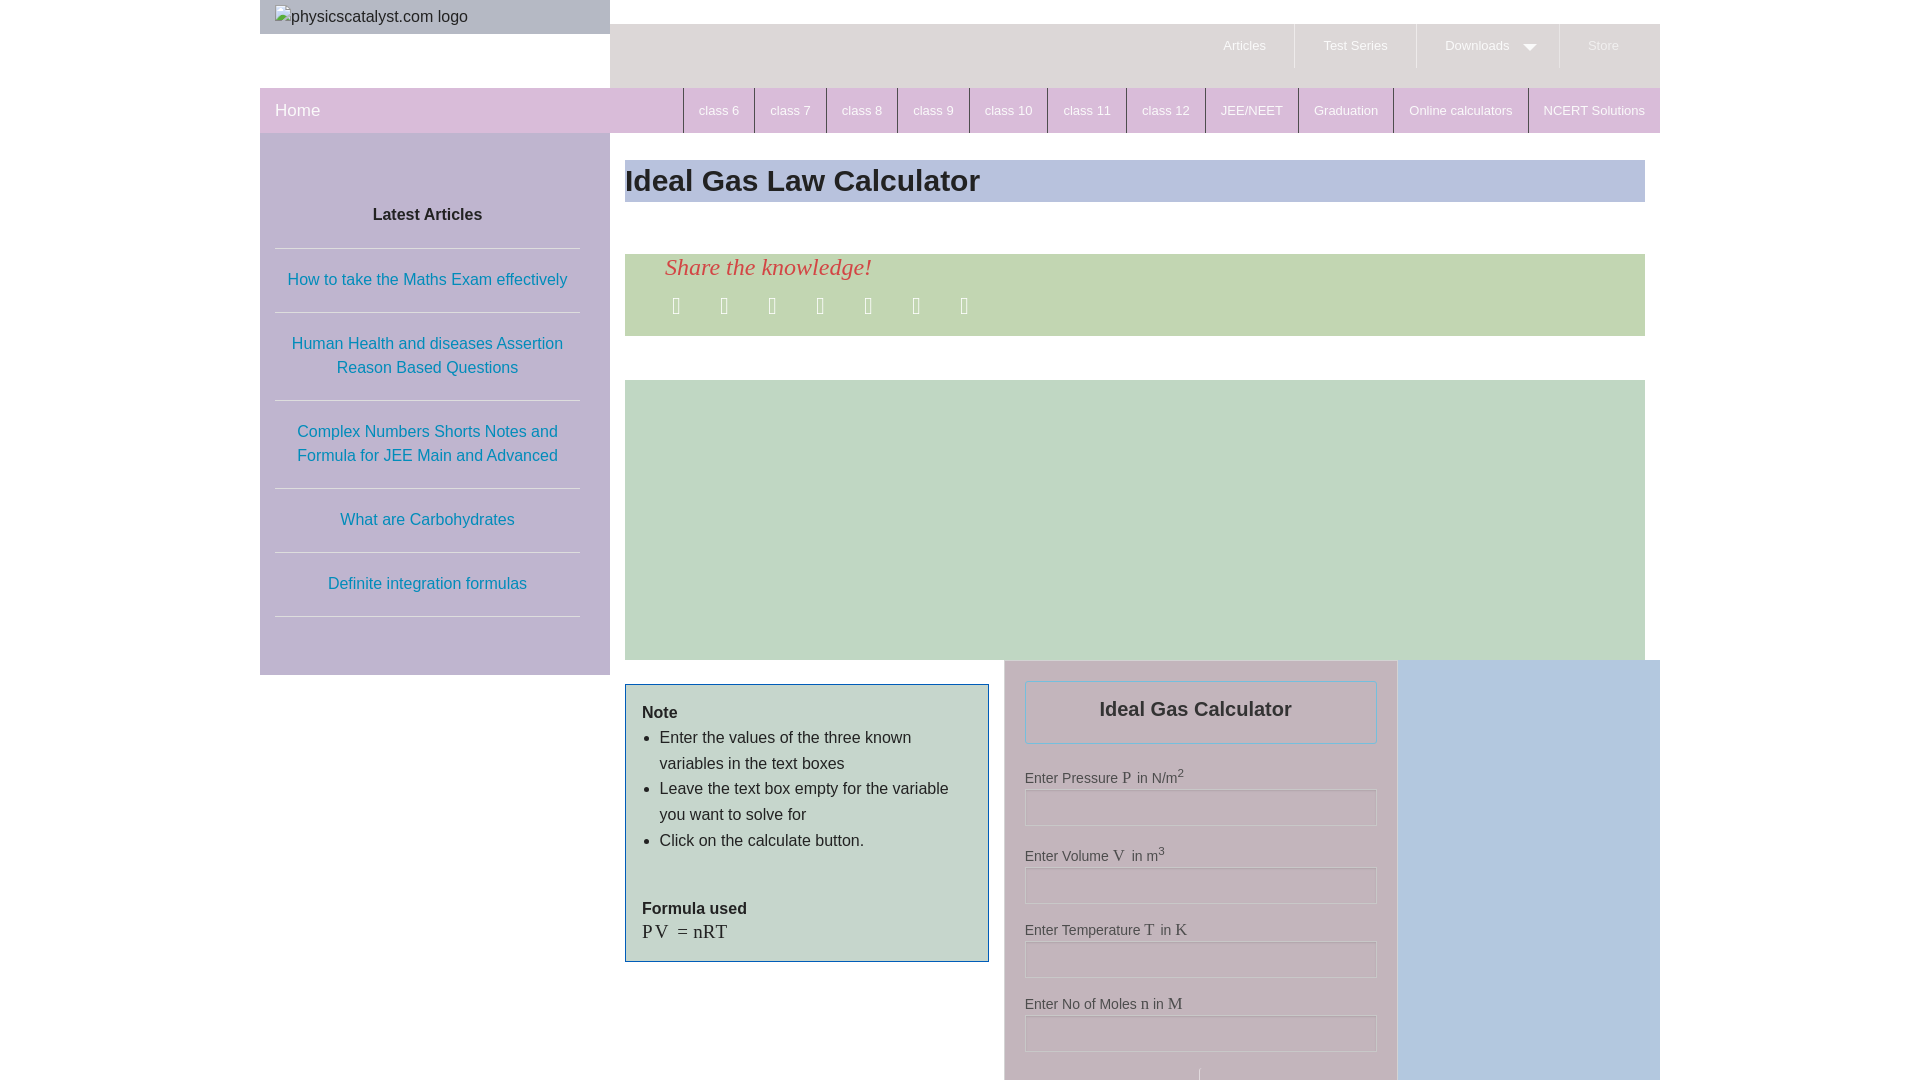 physicscatalyst.com logo
Articles
Test Series
Downloads
Store
Home
class 6
class 7
class 8
class 9
class 10
class 11
class 12
JEE/NEET
Graduation
Online calculators
NCERT Solutions
Latest Articles
How to take the Maths Exam effectively
Human Health and diseases Assertion
Reason Based Questions
Complex Numbers Shorts Notes and
Formula for JEE Main and Advanced
What are Carbohydrates
Definite integration formulas
Ideal Gas Law Calculator
Share the knowledge!
Note
Enter the values of the three known
variables in the text boxes
Leave the text box empty for the variable
you want to solve for
Click on the calculate button.
Formula used
PV = nRT
Ideal Gas Calculator
Enter Pressure P in N/m²
Enter Volume V in m³
Enter Temperature T in K
Enter No of Moles n in M